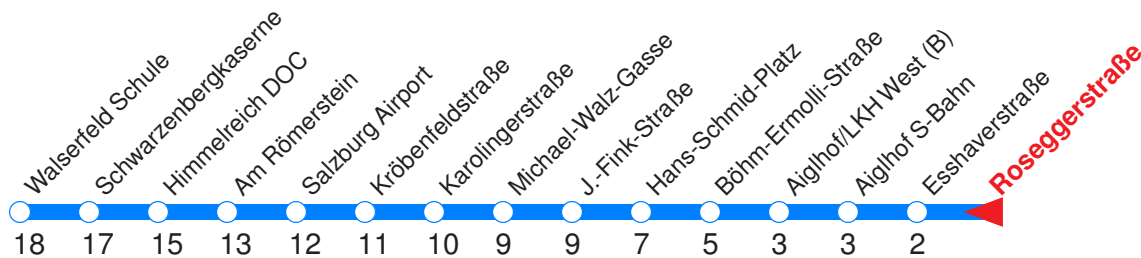 Walserfeld Schule
Schwarzenbergkaserne
Himmelreich DOC
Am Römerstein
Salzburg Airport
Kröbenfeldstraße
Karolingerstraße
Michael-Walz-Gasse
J.-Fink-Straße
Hans-Schmid-Platz
Böhm-Ermolli-Straße
Aiglhof/LKH West (B)
Aiglhof S-Bahn
Esshaverstraße
Roseggerstraße
18 17 15 13 12 11 10 9 9 7 5 3 3 2